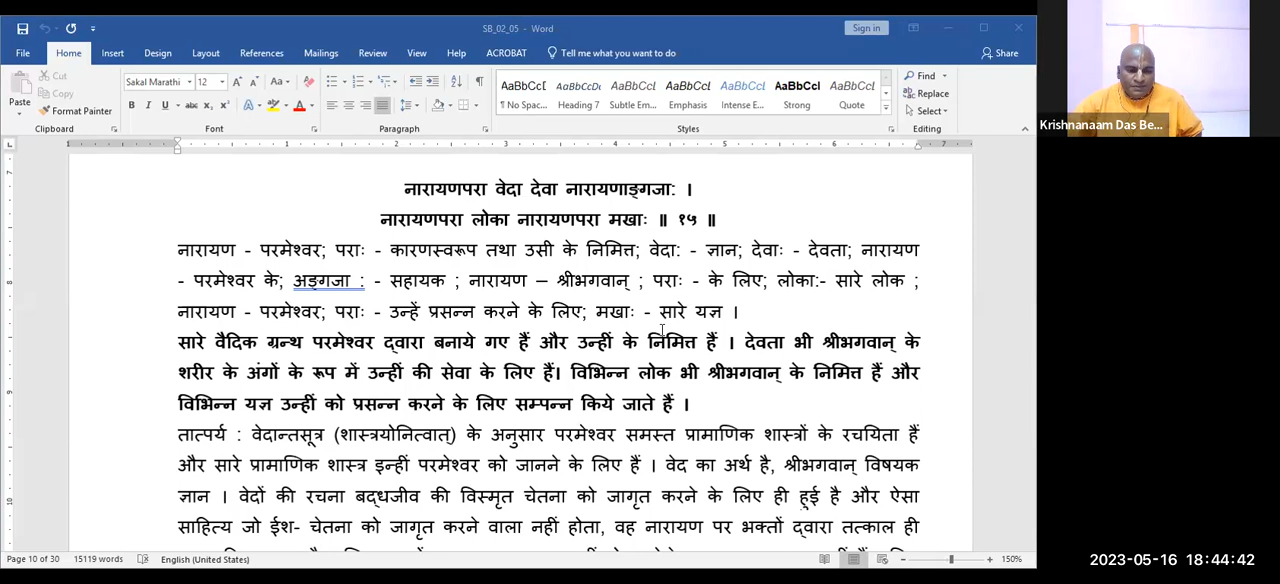 SB_02_05 - Word
Sign in
File Home Insert Design Layout References Mailings Review View Help ACROBAT Tell me what you want to do Share
Paste
Cut
Copy
Format Painter
Clipboard
Sakal Marathi 12
Font
Paragraph
AaBbCcI AaBbCcDc AaBbCcl AaBbCcl AaBbCcl AaBbCcl AaBbCcl
¶ No Spac... Heading 7 Subtle Em... Emphasis Intense E... Strong Quote
Styles
Find
Replace
Select
Editing
Krishnanaam Das Be...
नारायणपरा वेदा देवा नारायणाङ्गजा: ।
नारायणपरा लोका नारायणपरा मखाः ॥ १५ ॥
नारायण - परमेश्वर; पराः - कारणस्वरूप तथा उसी के निमित्त; वेदा: - ज्ञान; देवाः - देवता; नारायण
- परमेश्वर के; अङ्गजा : - सहायक ; नारायण – श्रीभगवान् ; पराः - के लिए; लोका:- सारे लोक ;
नारायण - परमेश्वर; पराः - उन्हें प्रसन्न करने के लिए; मखाः - सारे यज्ञ ।
सारे वैदिक ग्रन्थ परमेश्वर द्वारा बनाये गए हैं और उन्हीं के निमित्त हैं । देवता भी श्रीभगवान् के
शरीर के अंगों के रूप में उन्हीं की सेवा के लिए हैं। विभिन्न लोक भी श्रीभगवान् के निमित्त हैं और
विभिन्न यज्ञ उन्हीं को प्रसन्न करने के लिए सम्पन्न किये जाते हैं ।
तात्पर्य : वेदान्तसूत्र (शास्त्रयोनित्वात्) के अनुसार परमेश्वर समस्त प्रामाणिक शास्त्रों के रचयिता हैं
और सारे प्रामाणिक शास्त्र इन्हीं परमेश्वर को जानने के लिए हैं । वेद का अर्थ है, श्रीभगवान् विषयक
ज्ञान । वेदों की रचना बद्धजीव की विस्मृत चेतना को जागृत करने के लिए ही हुई है और ऐसा
साहित्य जो ईश- चेतना को जागृत करने वाला नहीं होता, वह नारायण पर भक्तों द्वारा तत्काल ही
Page 10 of 30 15119 words English (United States) 150%
2023-05-16 18:44:42